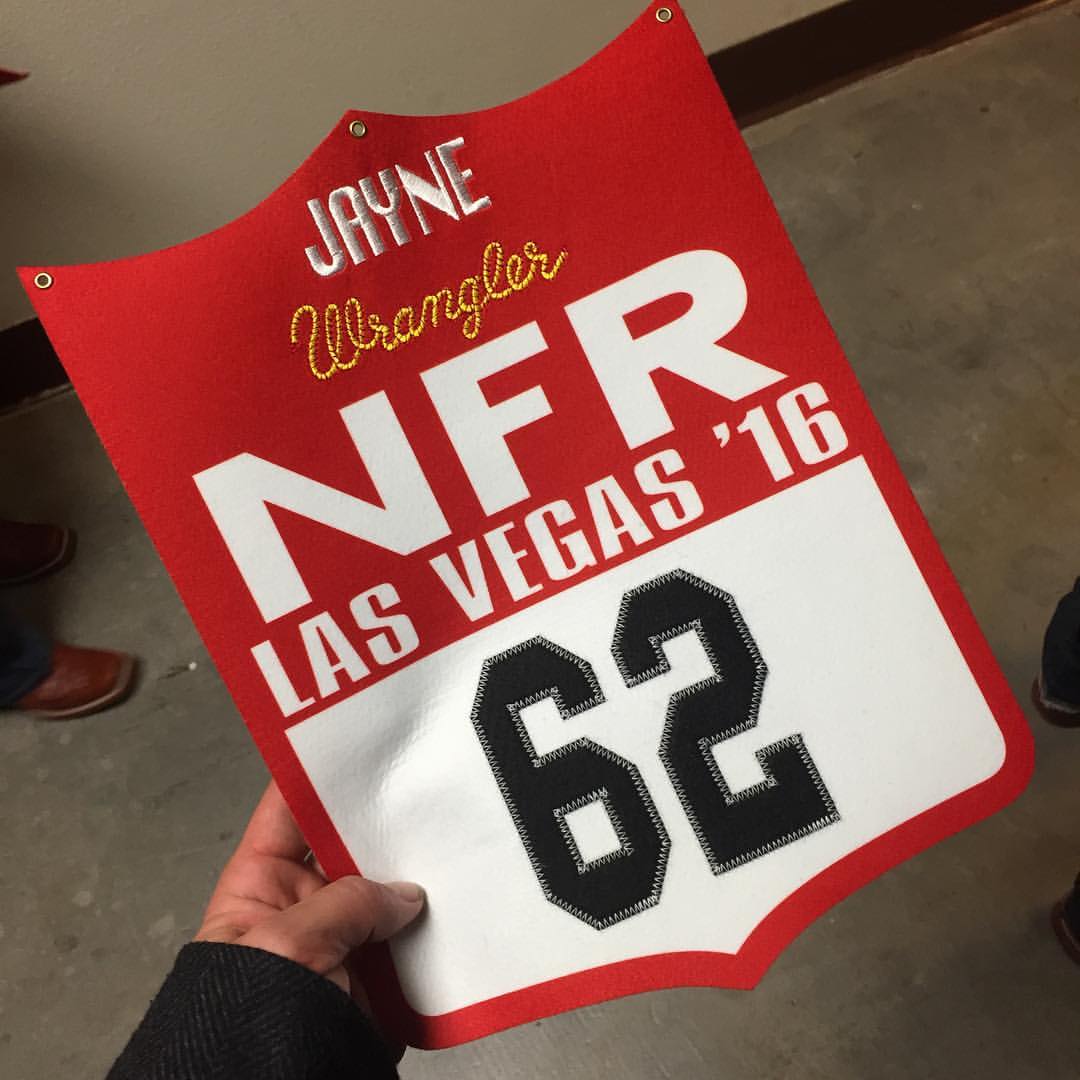 JAYNE
Wrangler
NFR
LAS VEGAS '16
62